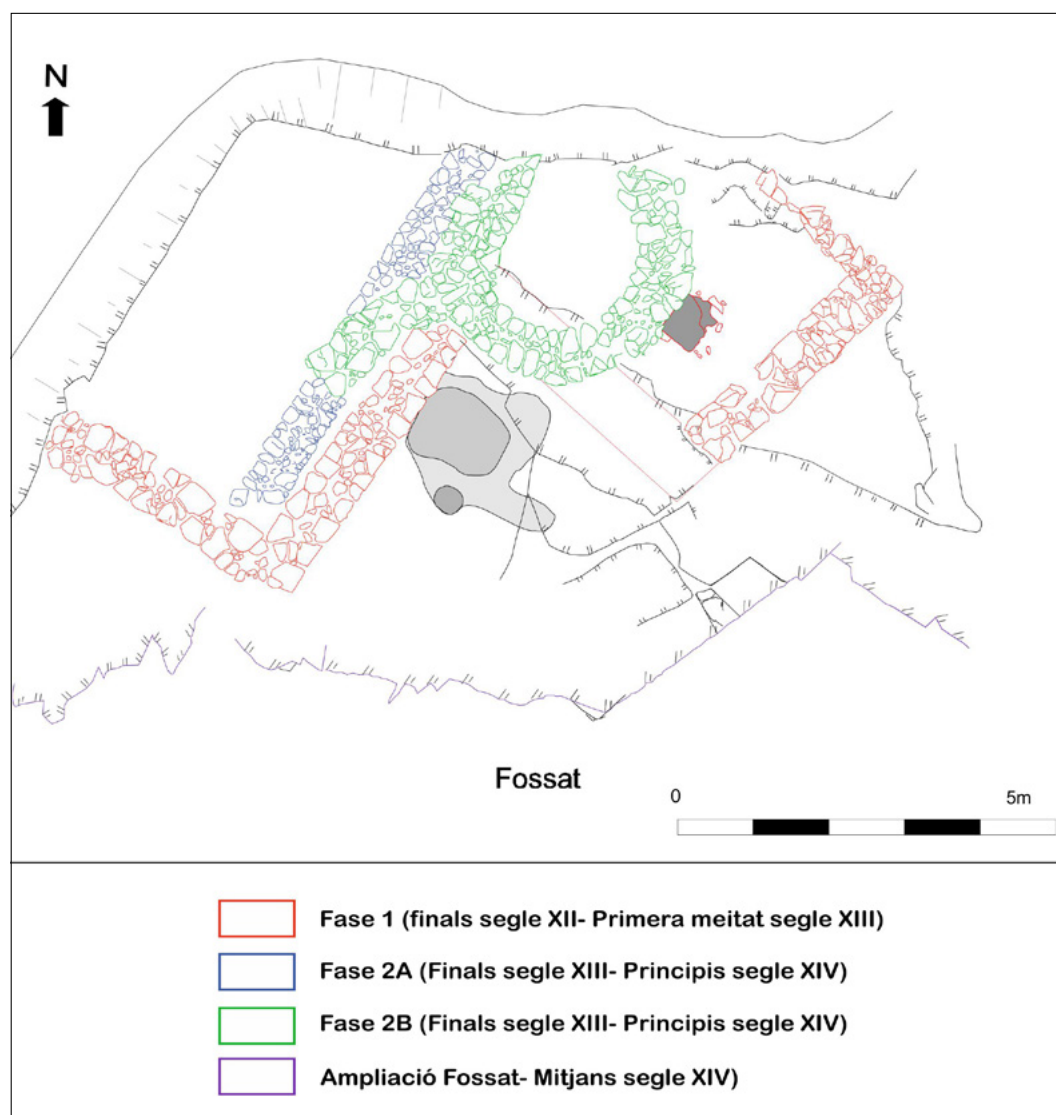 N
Fossat
0 5m
Fase 1 (finals segle XII- Primera meitat segle XIII)
Fase 2A (Finals segle XIII- Principis segle XIV)
Fase 2B (Finals segle XIII- Principis segle XIV)
Ampliació Fossat- Mitjans segle XIV)